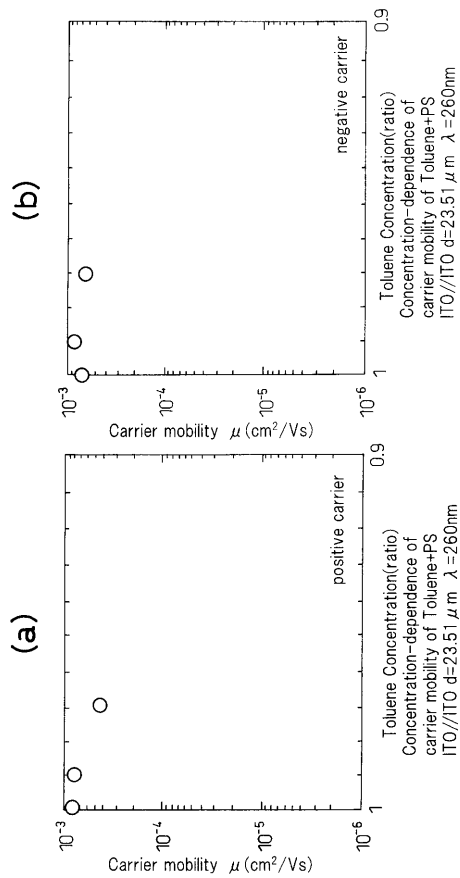 (a)
Carrier mobility μ (cm²/Vs)
10⁻³
10⁻⁴
10⁻⁵
10⁻⁶
positive carrier
1
0.9
Toluene Concentration(ratio)
Concentration-dependence of
carrier mobility of Toluene+PS
ITO//ITO d=23.51 μm λ=260nm
(b)
Carrier mobility μ (cm²/Vs)
10⁻³
10⁻⁴
10⁻⁵
10⁻⁶
negative carrier
1
0.9
Toluene Concentration(ratio)
Concentration-dependence of
carrier mobility of Toluene+PS
ITO//ITO d=23.51 μm λ=260nm